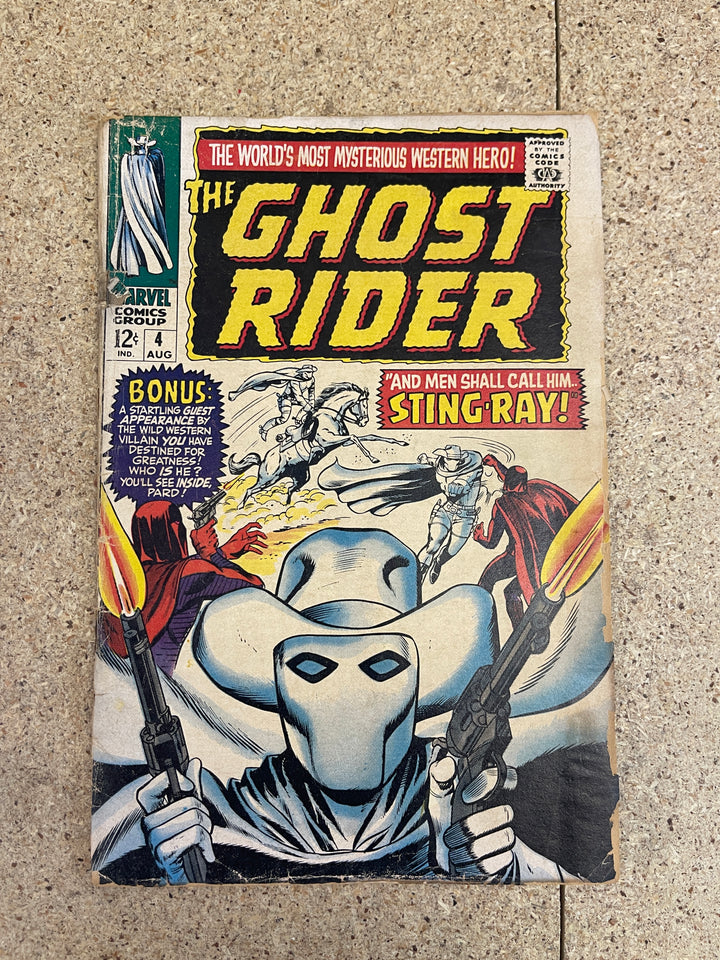 THE WORLD'S MOST MYSTERIOUS WESTERN HERO!
APPROVED
BY THE
COMICS
CODE
CA
AUTHORITY
THE
GHOST
RIDER
MARVEL
COMICS
GROUP
12¢
IND.
4
AUG
BONUS:
A STARTLING GUEST
APPEARANCE BY
THE WILD WESTERN
VILLAIN YOU HAVE
DESTINED FOR
GREATNESS!
WHO IS HE?
YOU'LL SEE INSIDE,
PARD!
"AND MEN SHALL CALL HIM..
STING-RAY!"